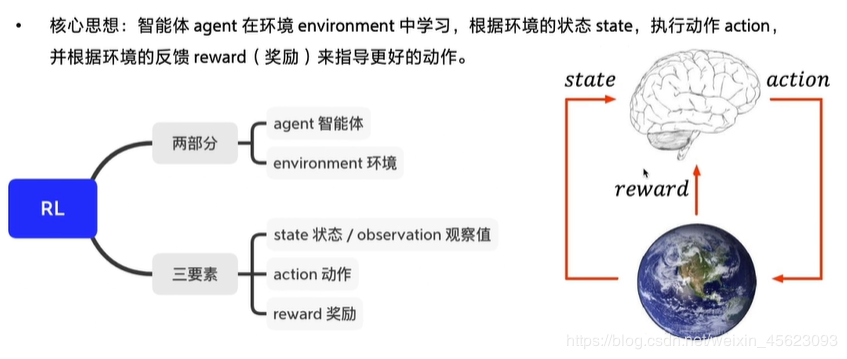 • 核心思想：智能体 agent 在环境 environment 中学习，根据环境的状态 state，执行动作 action，
并根据环境的反馈 reward（奖励）来指导更好的动作。
RL
两部分
agent 智能体
environment 环境
三要素
state 状态 / observation 观察值
action 动作
reward 奖励
state
action
reward
https://blog.csdn.net/weixin_45623093